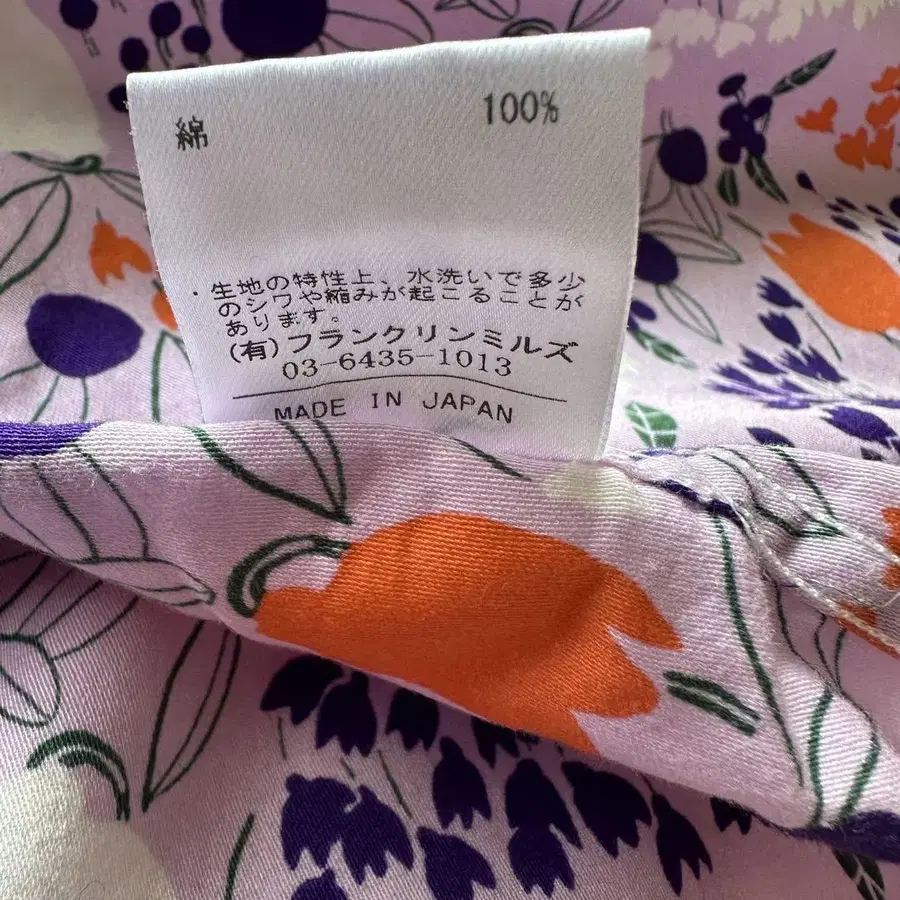 綿 100%
・生地の特性上、水洗いで多少
のシワや縮みが起こることが
あります。
(有)フランクリンミルズ
03-6435-1013
MADE IN JAPAN